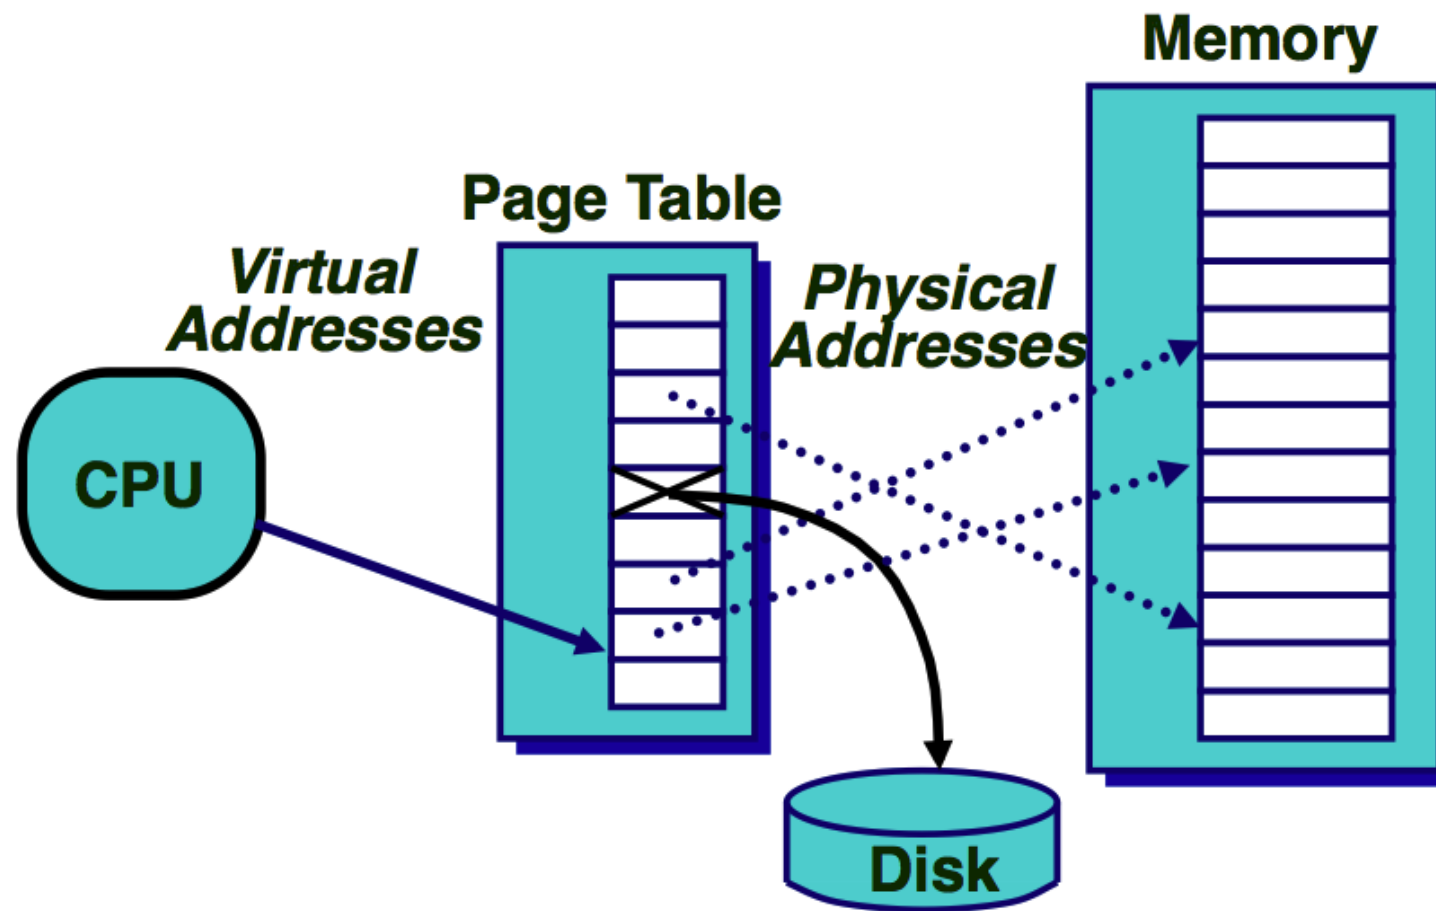 Memory
Page Table
Virtual
Addresses
Physical
Addresses
CPU
Disk